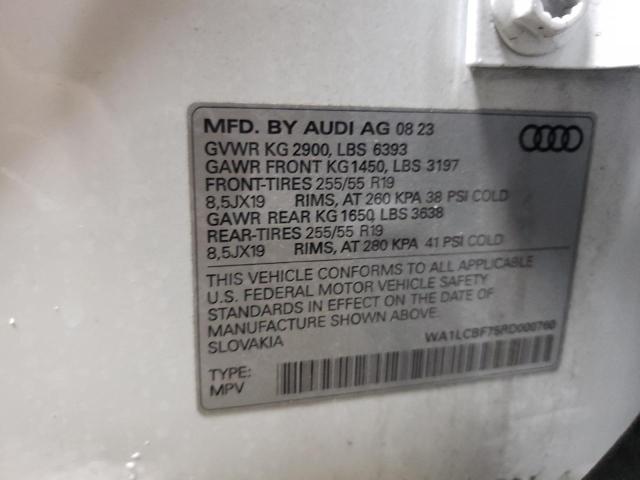 MFD. BY AUDI AG 08 23
GVWR KG 2900, LBS 6393
GAWR FRONT KG1450, LBS 3197
FRONT-TIRES 255/55 R19
8,5JX19 RIMS, AT 260 KPA 38 PSI COLD
GAWR REAR KG 1650, LBS 3638
REAR-TIRES 255/55 R19
8,5JX19 RIMS, AT 280 KPA 41 PSI COLD
THIS VEHICLE CONFORMS TO ALL APPLICABLE
U.S. FEDERAL MOTOR VEHICLE SAFETY
STANDARDS IN EFFECT ON THE DATE OF
MANUFACTURE SHOWN ABOVE.
SLOVAKIA
WA1LCBF75RD000760
TYPE:
MPV